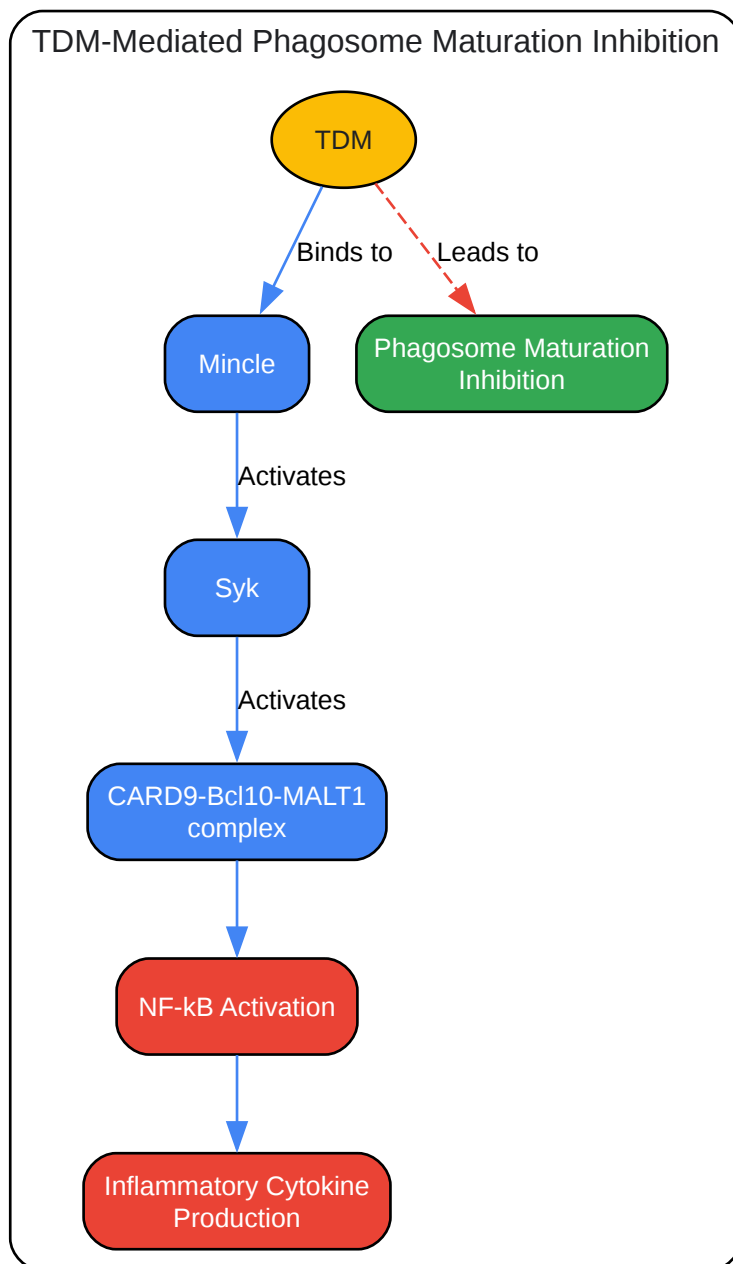 TDM-Mediated Phagosome Maturation Inhibition
TDM
Binds to
Leads to
Mincle
Phagosome Maturation
Inhibition
Activates
Syk
Activates
CARD9-Bcl10-MALT1
complex
NF-kB Activation
Inflammatory Cytokine
Production